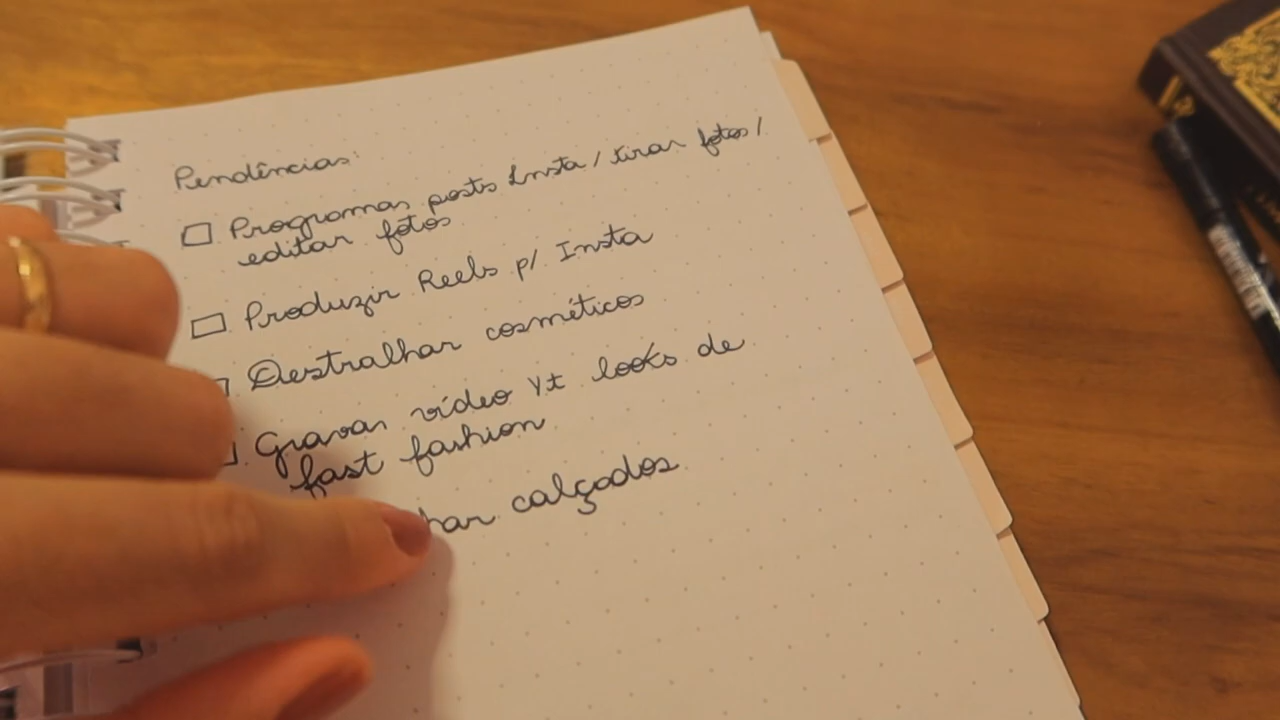 Pendências:
Programar posts Insta / tirar fotos /
editar fotos
Produzir Reels p/ Insta
Destralhar cosméticos
Gravar vídeo Yt looks de
fast fashion
calçados